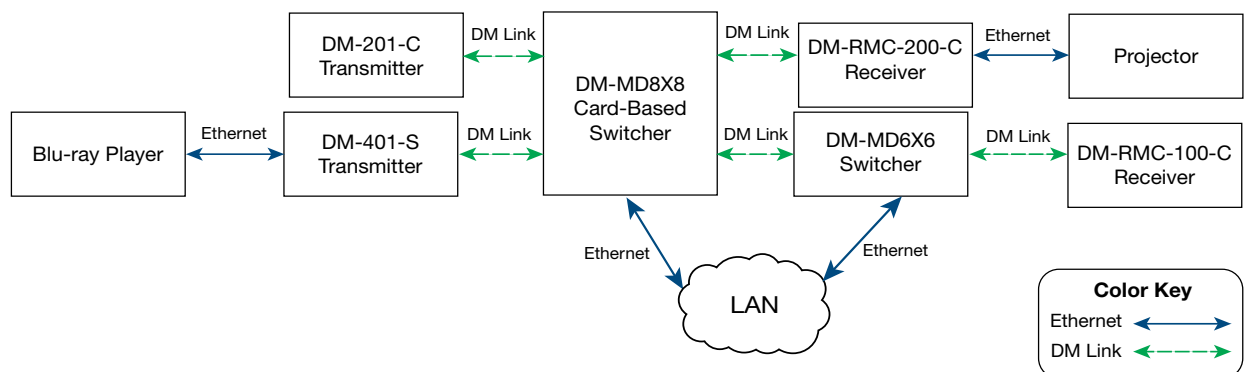 DM-201-C
Transmitter
DM Link
DM-MD8X8
Card-Based
Switcher
DM Link
DM-RMC-200-C
Receiver
Ethernet
Projector
Blu-ray Player
Ethernet
DM-401-S
Transmitter
DM Link
DM Link
DM-MD6X6
Switcher
DM Link
DM-RMC-100-C
Receiver
Ethernet
Ethernet
LAN
Color Key
Ethernet
DM Link